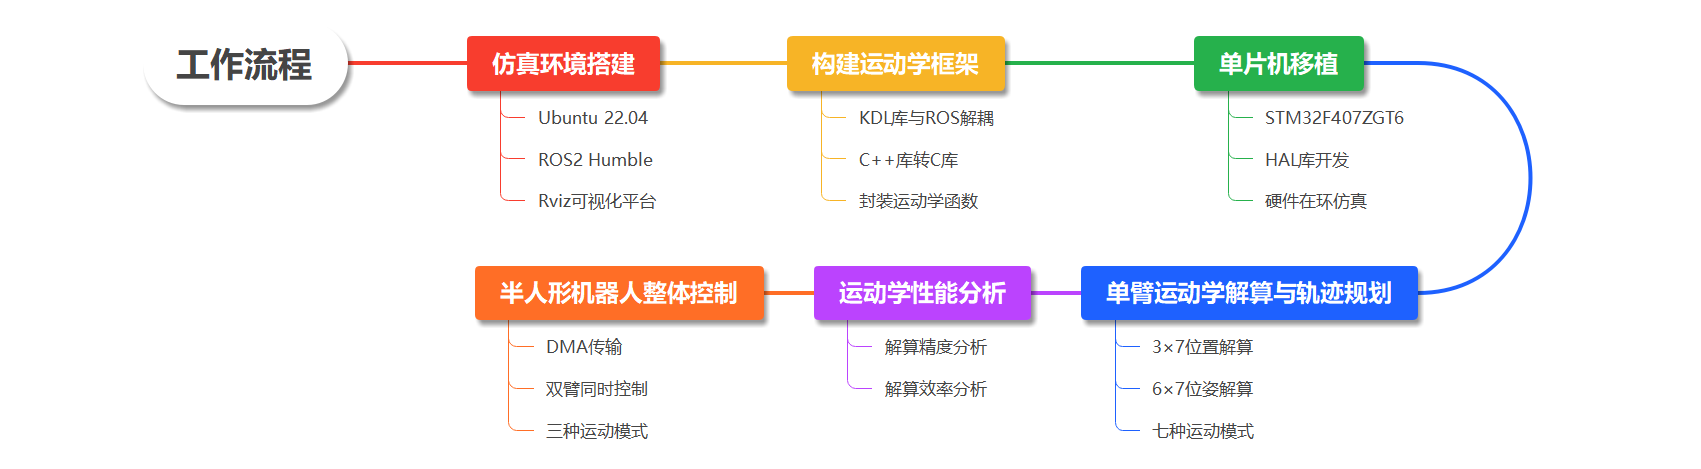 工作流程
仿真环境搭建
Ubuntu 22.04
ROS2 Humble
Rviz可视化平台
构建运动学框架
KDL库与ROS解耦
C++库转C库
封装运动学函数
单片机移植
STM32F407ZGT6
HAL库开发
硬件在环仿真
单臂运动学解算与轨迹规划
3×7位置解算
6×7位姿解算
七种运动模式
运动学性能分析
解算精度分析
解算效率分析
半人形机器人整体控制
DMA传输
双臂同时控制
三种运动模式